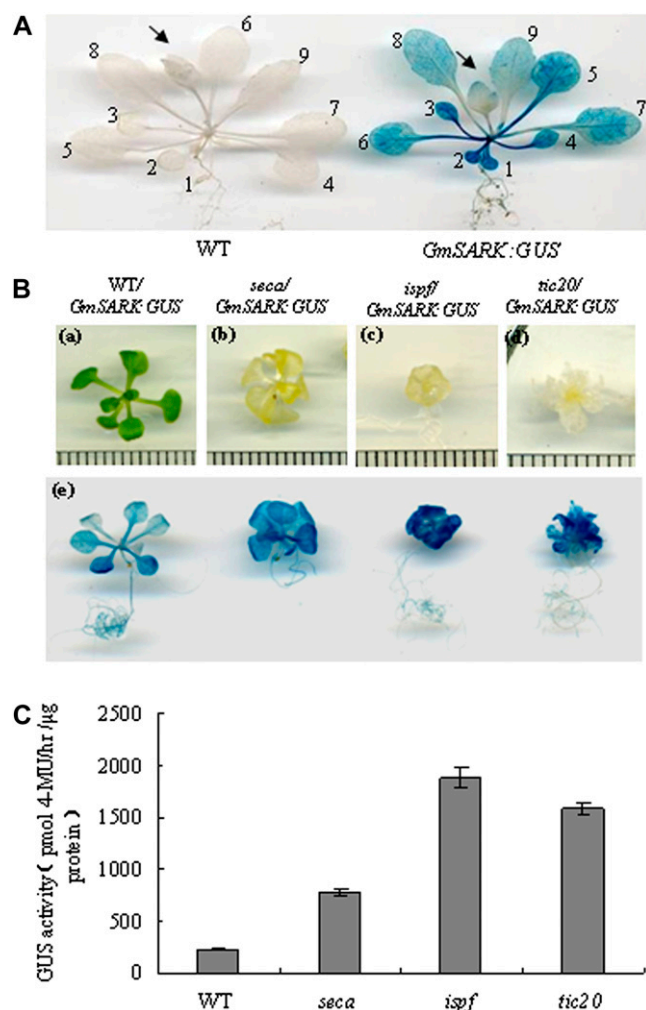 A
8
6
9
3
7
5
2
1
4
8
9
5
3
7
6
4
2
1
WT
GmSARK:GUS
B
WT/ seca/ ispf/ tic20/
GmSARK:GUS GmSARK:GUS GmSARK:GUS GmSARK:GUS
(a) (b) (c) (d)
(e)
C
GUS activity ( pmol 4-MU/hr /µg
protein )
2500
2000
1500
1000
500
0
WT seca ispf tic20